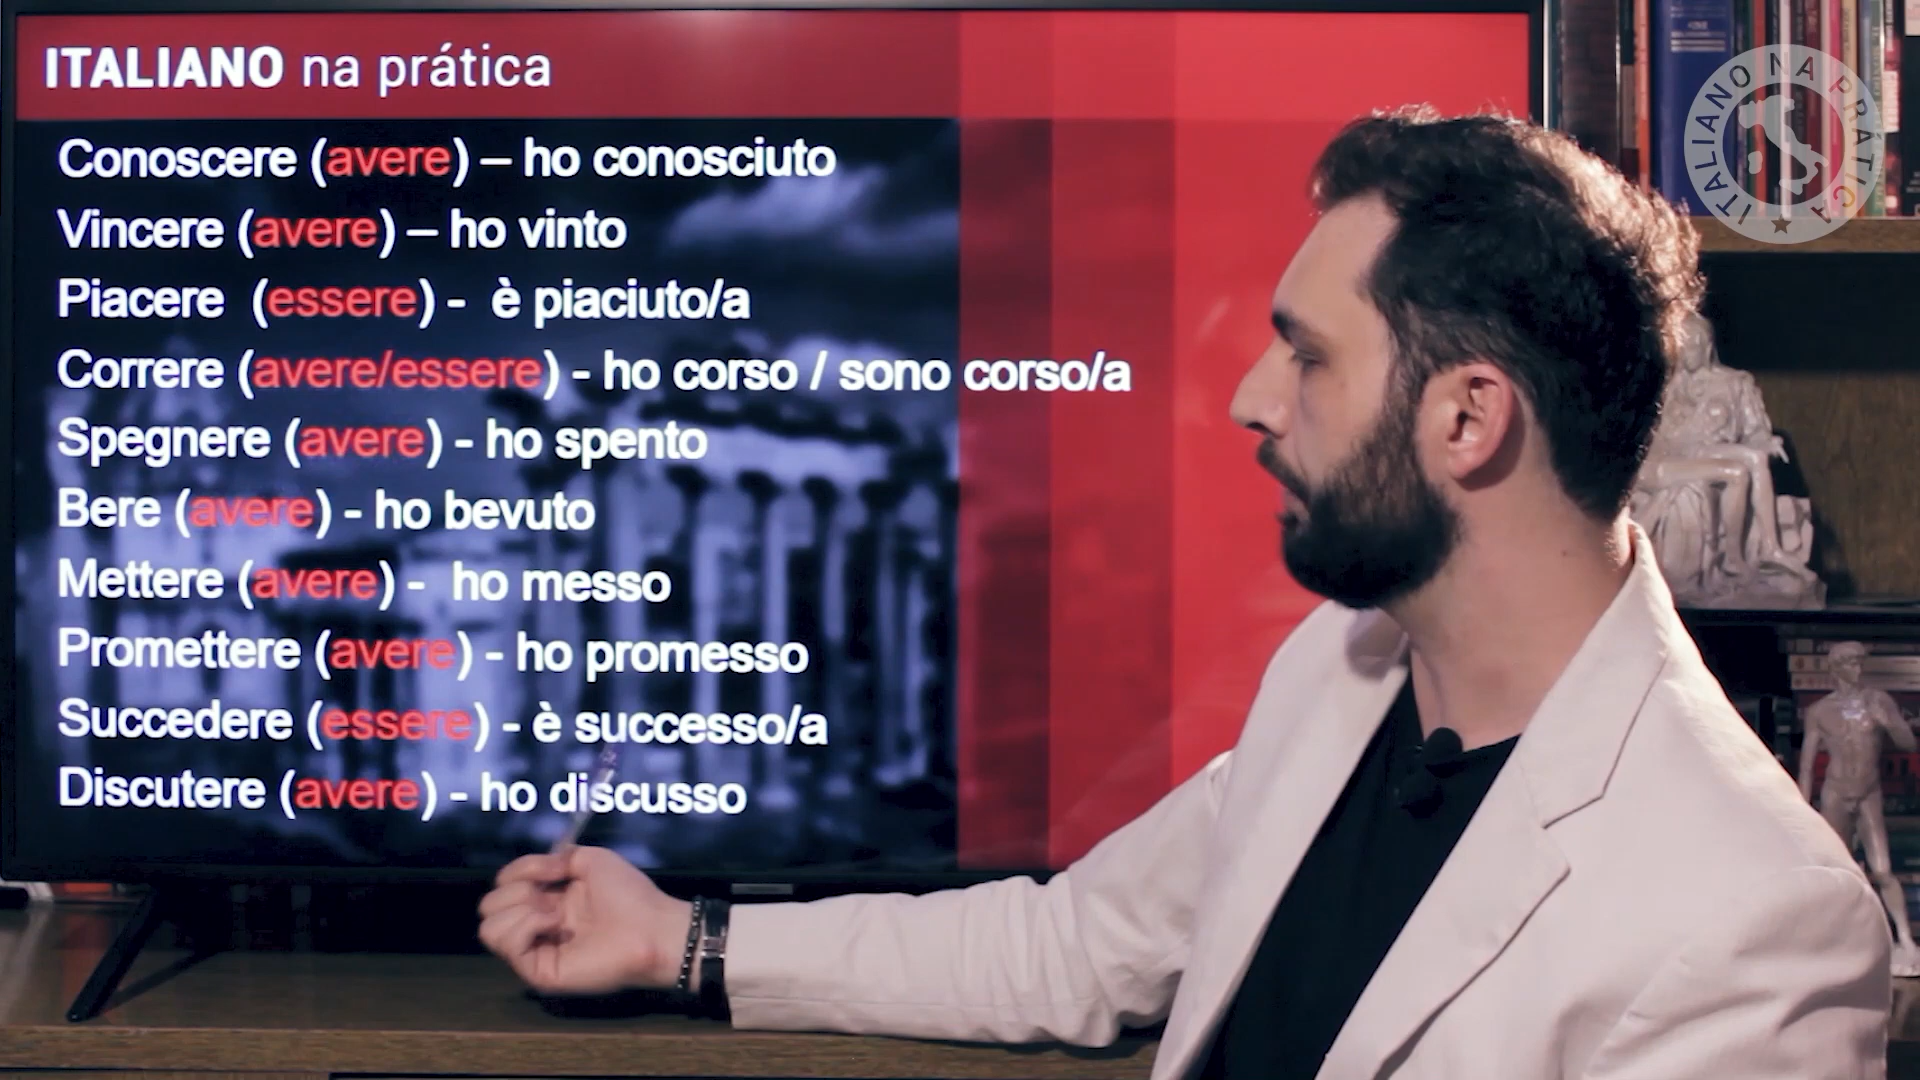 ITALIANO na prática
Conoscere (avere) – ho conosciuto
Vincere (avere) – ho vinto
Piacere (essere) - è piaciuto/a
Correre (avere/essere) - ho corso / sono corso/a
Spegnere (avere) - ho spento
Bere (avere) - ho bevuto
Mettere (avere) - ho messo
Promettere (avere) - ho promesso
Succedere (essere) - è successo/a
Discutere (avere) - ho discusso
ITALIANO NA PRÁTICA